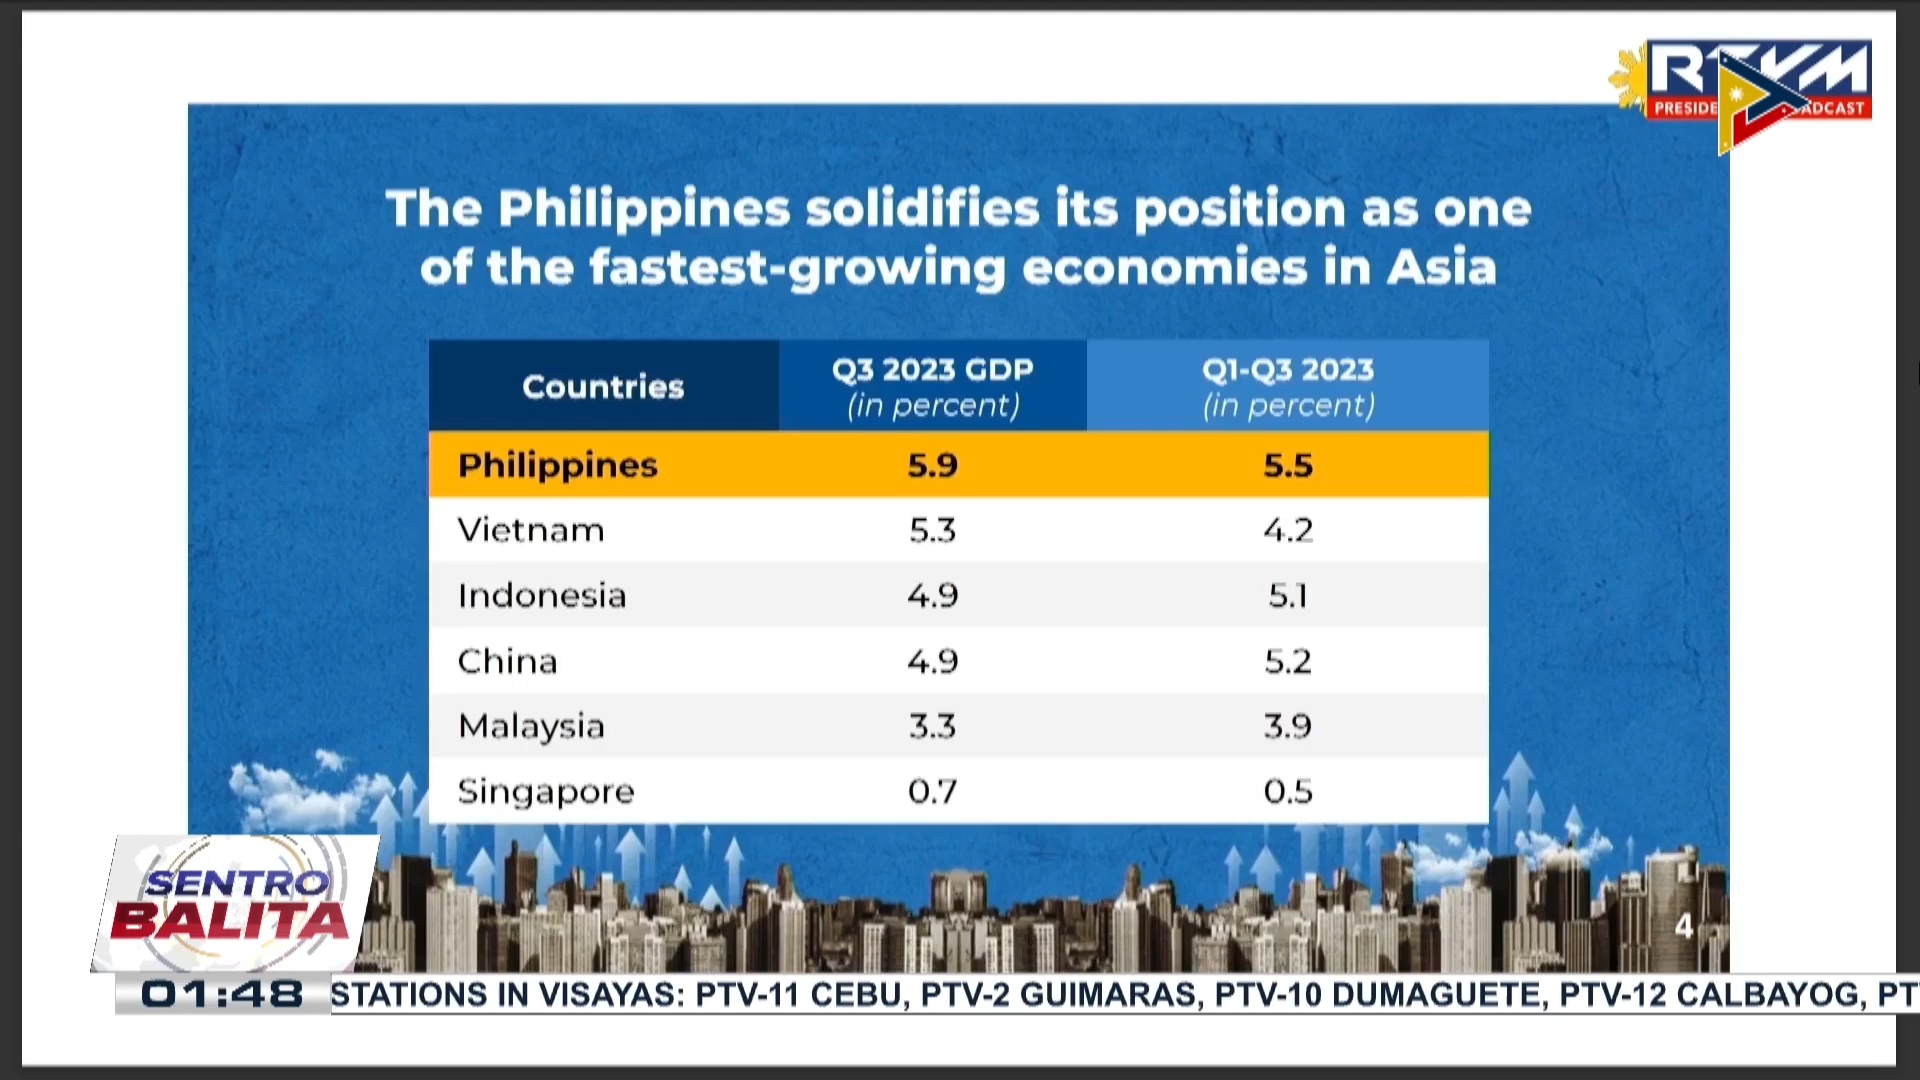 RTVM
The Philippines solidifies its position as one
of the fastest-growing economies in Asia
Countries Q3 2023 GDP (in percent) Q1-Q3 2023 (in percent)
Philippines 5.9 5.5
Vietnam 5.3 4.2
Indonesia 4.9 5.1
China 4.9 5.2
Malaysia 3.3 3.9
Singapore 0.7 0.5
4
SENTRO
BALITA
01:48 STATIONS IN VISAYAS: PTV-11 CEBU, PTV-2 GUIMARAS, PTV-10 DUMAGUETE, PTV-12 CALBAYOG,